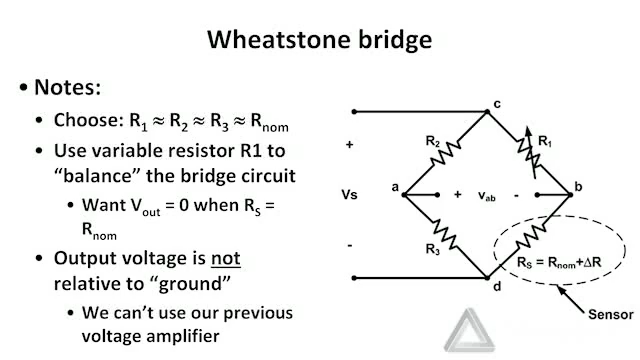 Wheatstone bridge
• Notes:
• Choose: R₁ ≈ R₂ ≈ R₃ ≈ Rnom
• Use variable resistor R1 to
"balance" the bridge circuit
• Want Vout = 0 when RS =
Rnom
• Output voltage is not
relative to "ground"
• We can't use our previous
voltage amplifier
c
R₂
R₁
+
a
+ vab -
b
Vs
-
R₃
RS = Rnom+ΔR
d
Sensor